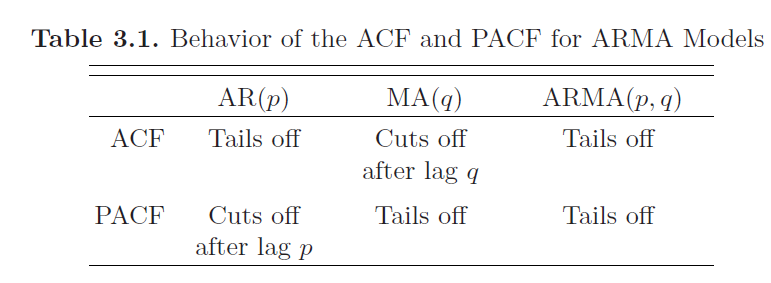 Table 3.1. Behavior of the ACF and PACF for ARMA Models
AR(p) MA(q) ARMA(p, q)
ACF Tails off Cuts off Tails off
after lag q
PACF Cuts off Tails off Tails off
after lag p